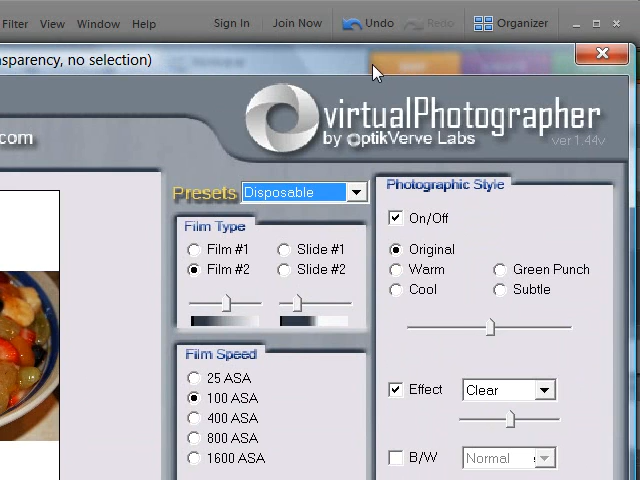 Filter View Window Help Sign In Join Now Undo Redo Organizer
sparency, no selection)
virtualPhotographer
.com
by OptikVerve Labs
ver 1.44v
Presets Disposable
Photographic Style
On/Off
Film Type
Film #1 Slide #1
Film #2 Slide #2
Original
Warm Green Punch
Cool Subtle
Film Speed
25 ASA
100 ASA
400 ASA
800 ASA
1600 ASA
Effect Clear
B/W Normal